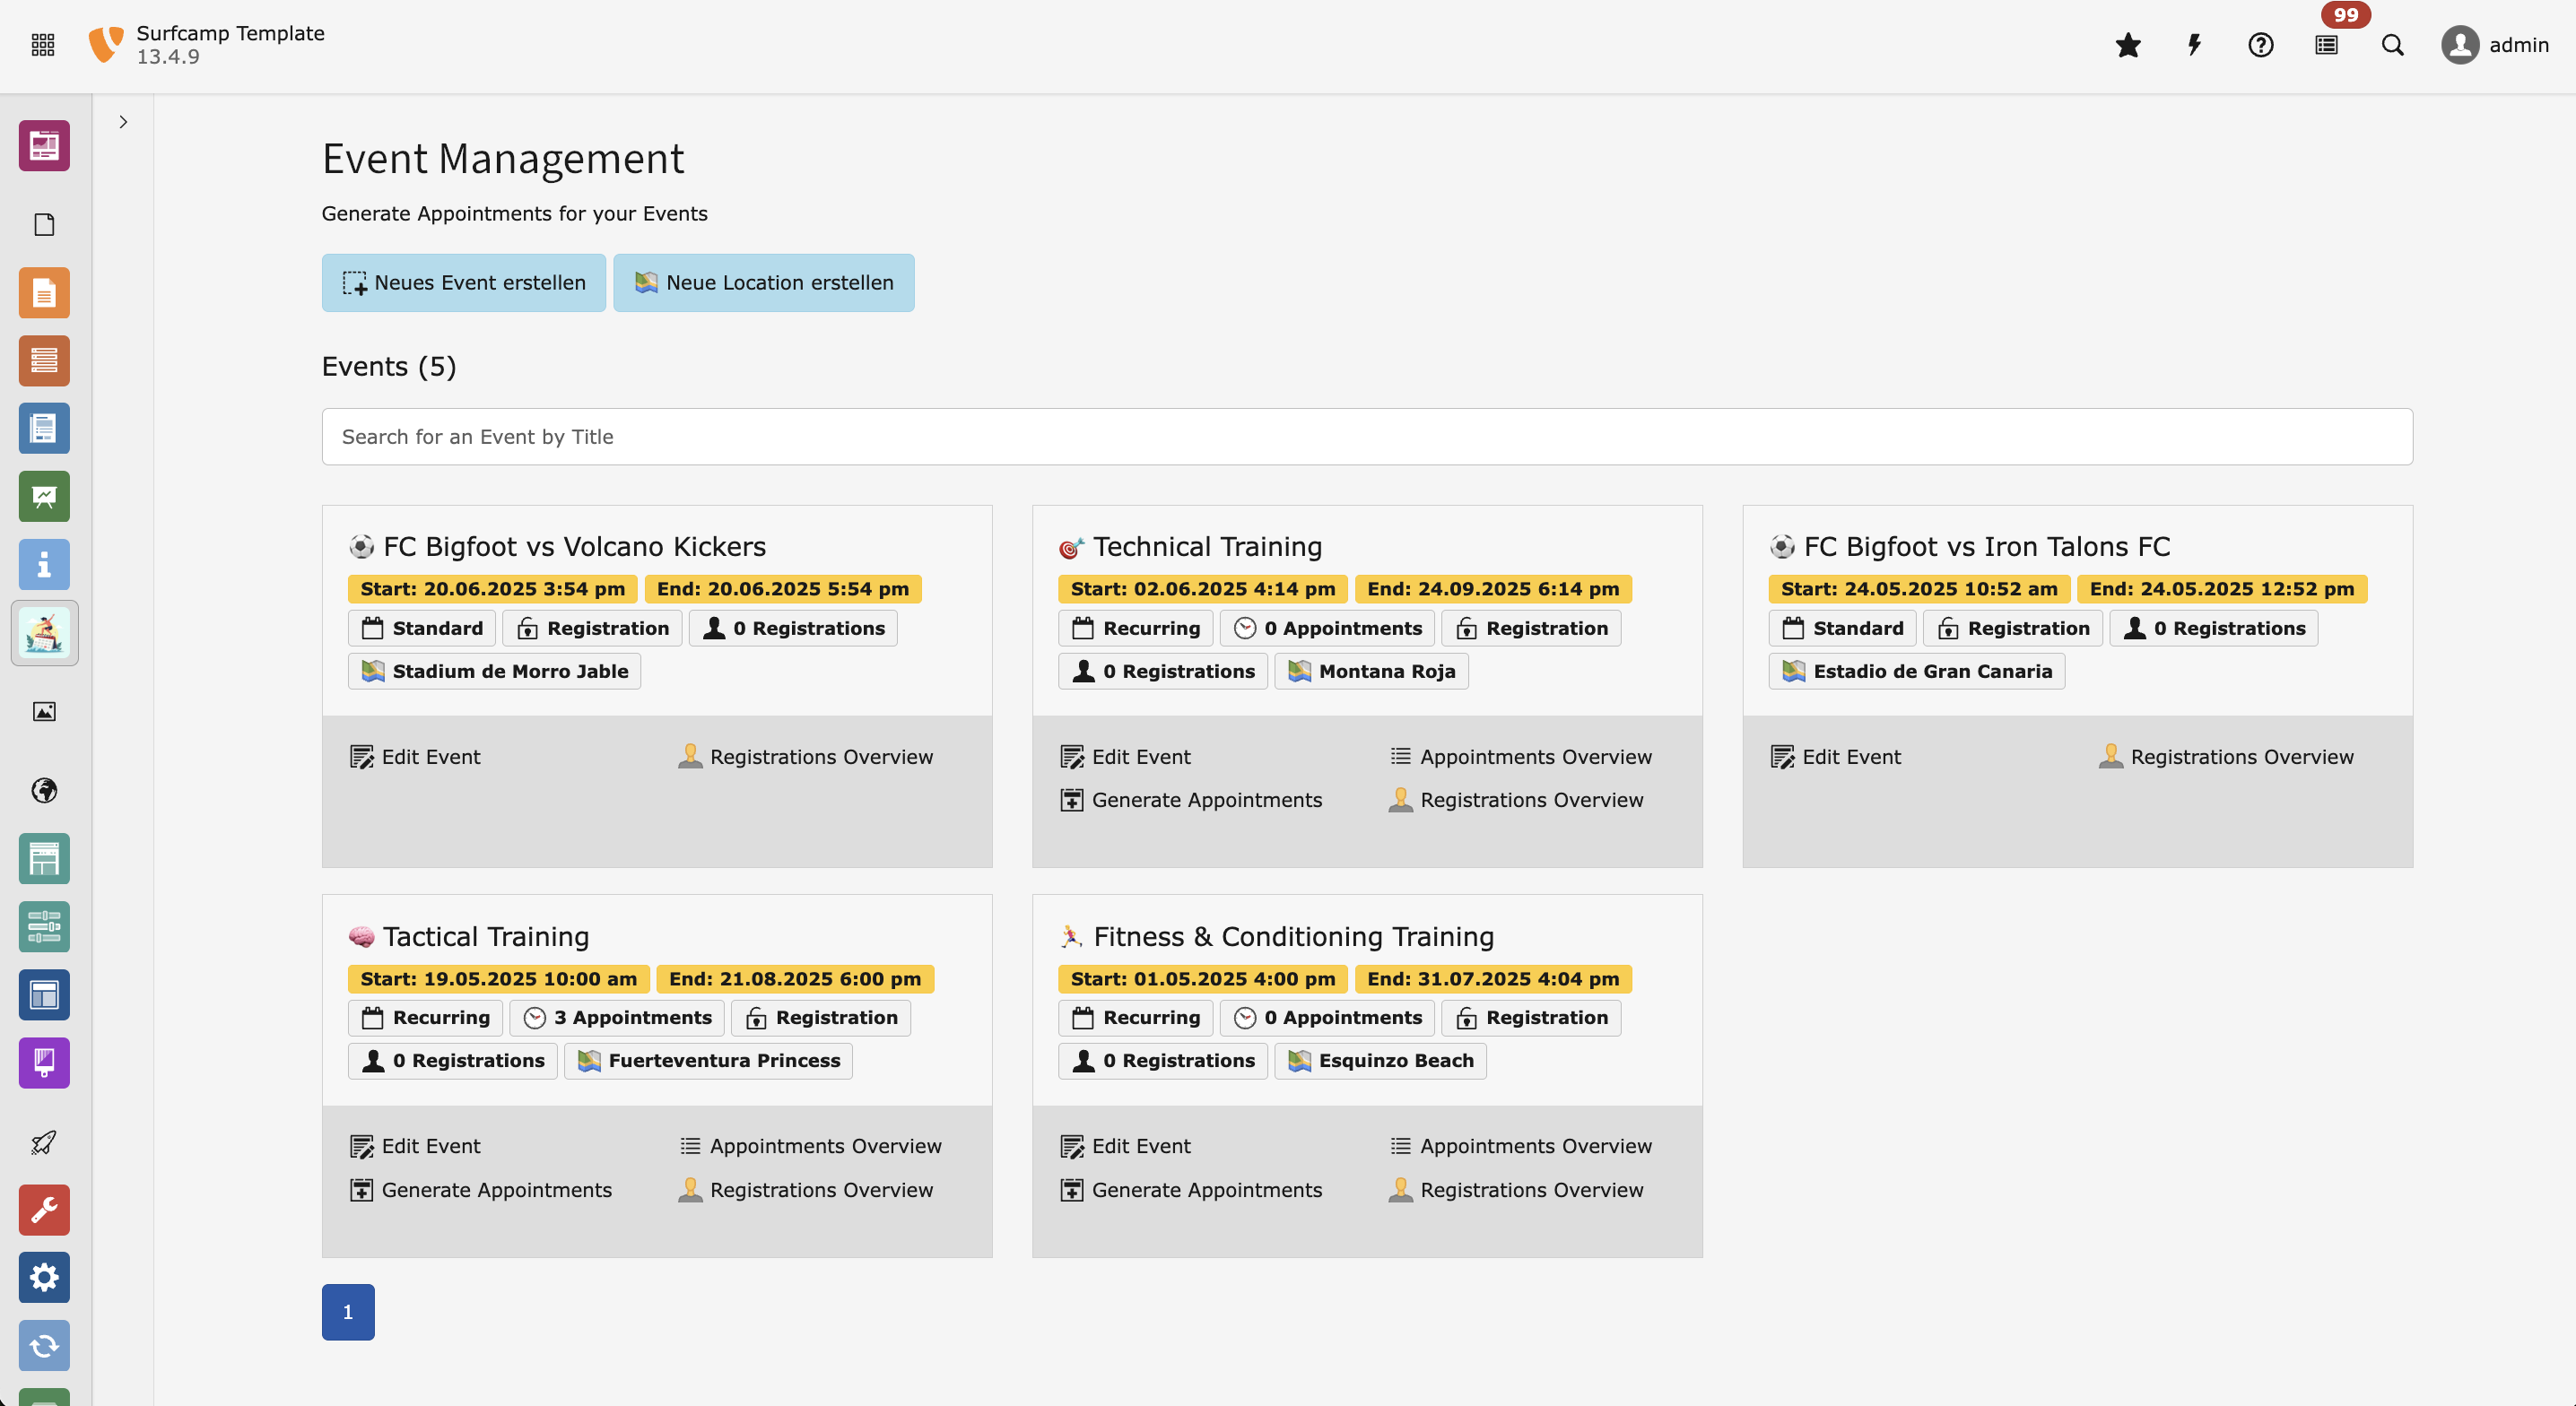 Surfcamp Template
13.4.9
99
admin
Event Management
Generate Appointments for your Events
Neues Event erstellen
Neue Location erstellen
Events (5)
Search for an Event by Title
FC Bigfoot vs Volcano Kickers
Start: 20.06.2025 3:54 pm End: 20.06.2025 5:54 pm
Standard Registration 0 Registrations
Stadium de Morro Jable
Edit Event Registrations Overview
Technical Training
Start: 02.06.2025 4:14 pm End: 24.09.2025 6:14 pm
Recurring 0 Appointments Registration
0 Registrations Montana Roja
Edit Event Appointments Overview
Generate Appointments Registrations Overview
FC Bigfoot vs Iron Talons FC
Start: 24.05.2025 10:52 am End: 24.05.2025 12:52 pm
Standard Registration 0 Registrations
Estadio de Gran Canaria
Edit Event Registrations Overview
Tactical Training
Start: 19.05.2025 10:00 am End: 21.08.2025 6:00 pm
Recurring 3 Appointments Registration
0 Registrations Fuerteventura Princess
Edit Event Appointments Overview
Generate Appointments Registrations Overview
Fitness & Conditioning Training
Start: 01.05.2025 4:00 pm End: 31.07.2025 4:04 pm
Recurring 0 Appointments Registration
0 Registrations Esquinzo Beach
Edit Event Appointments Overview
Generate Appointments Registrations Overview
1